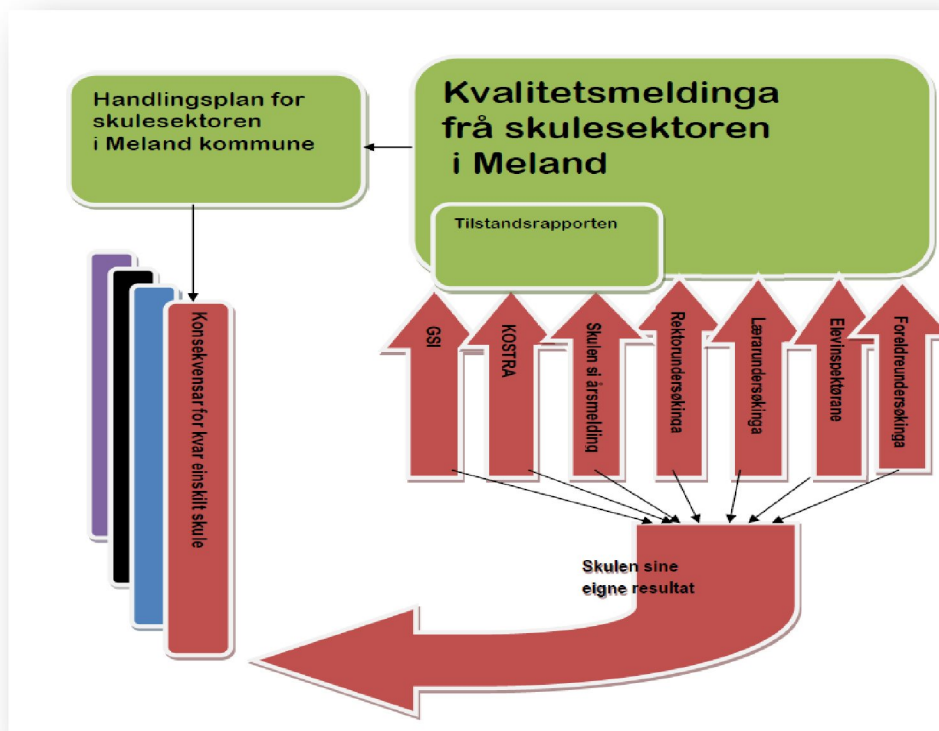 Handlingsplan for
skulesektoren
i Meland kommune
Kvalitetsmeldinga
frå skulesektoren
i Meland
Tilstandsrapporten
GSI
KOSTRA
Skulen si årsmelding
Rektorundersøkinga
Lærarundersøkinga
Elevinspektørane
Foreldreundersøkinga
Konsekvensar for kvar einskilt skule
Skulen sine
eigne resultat